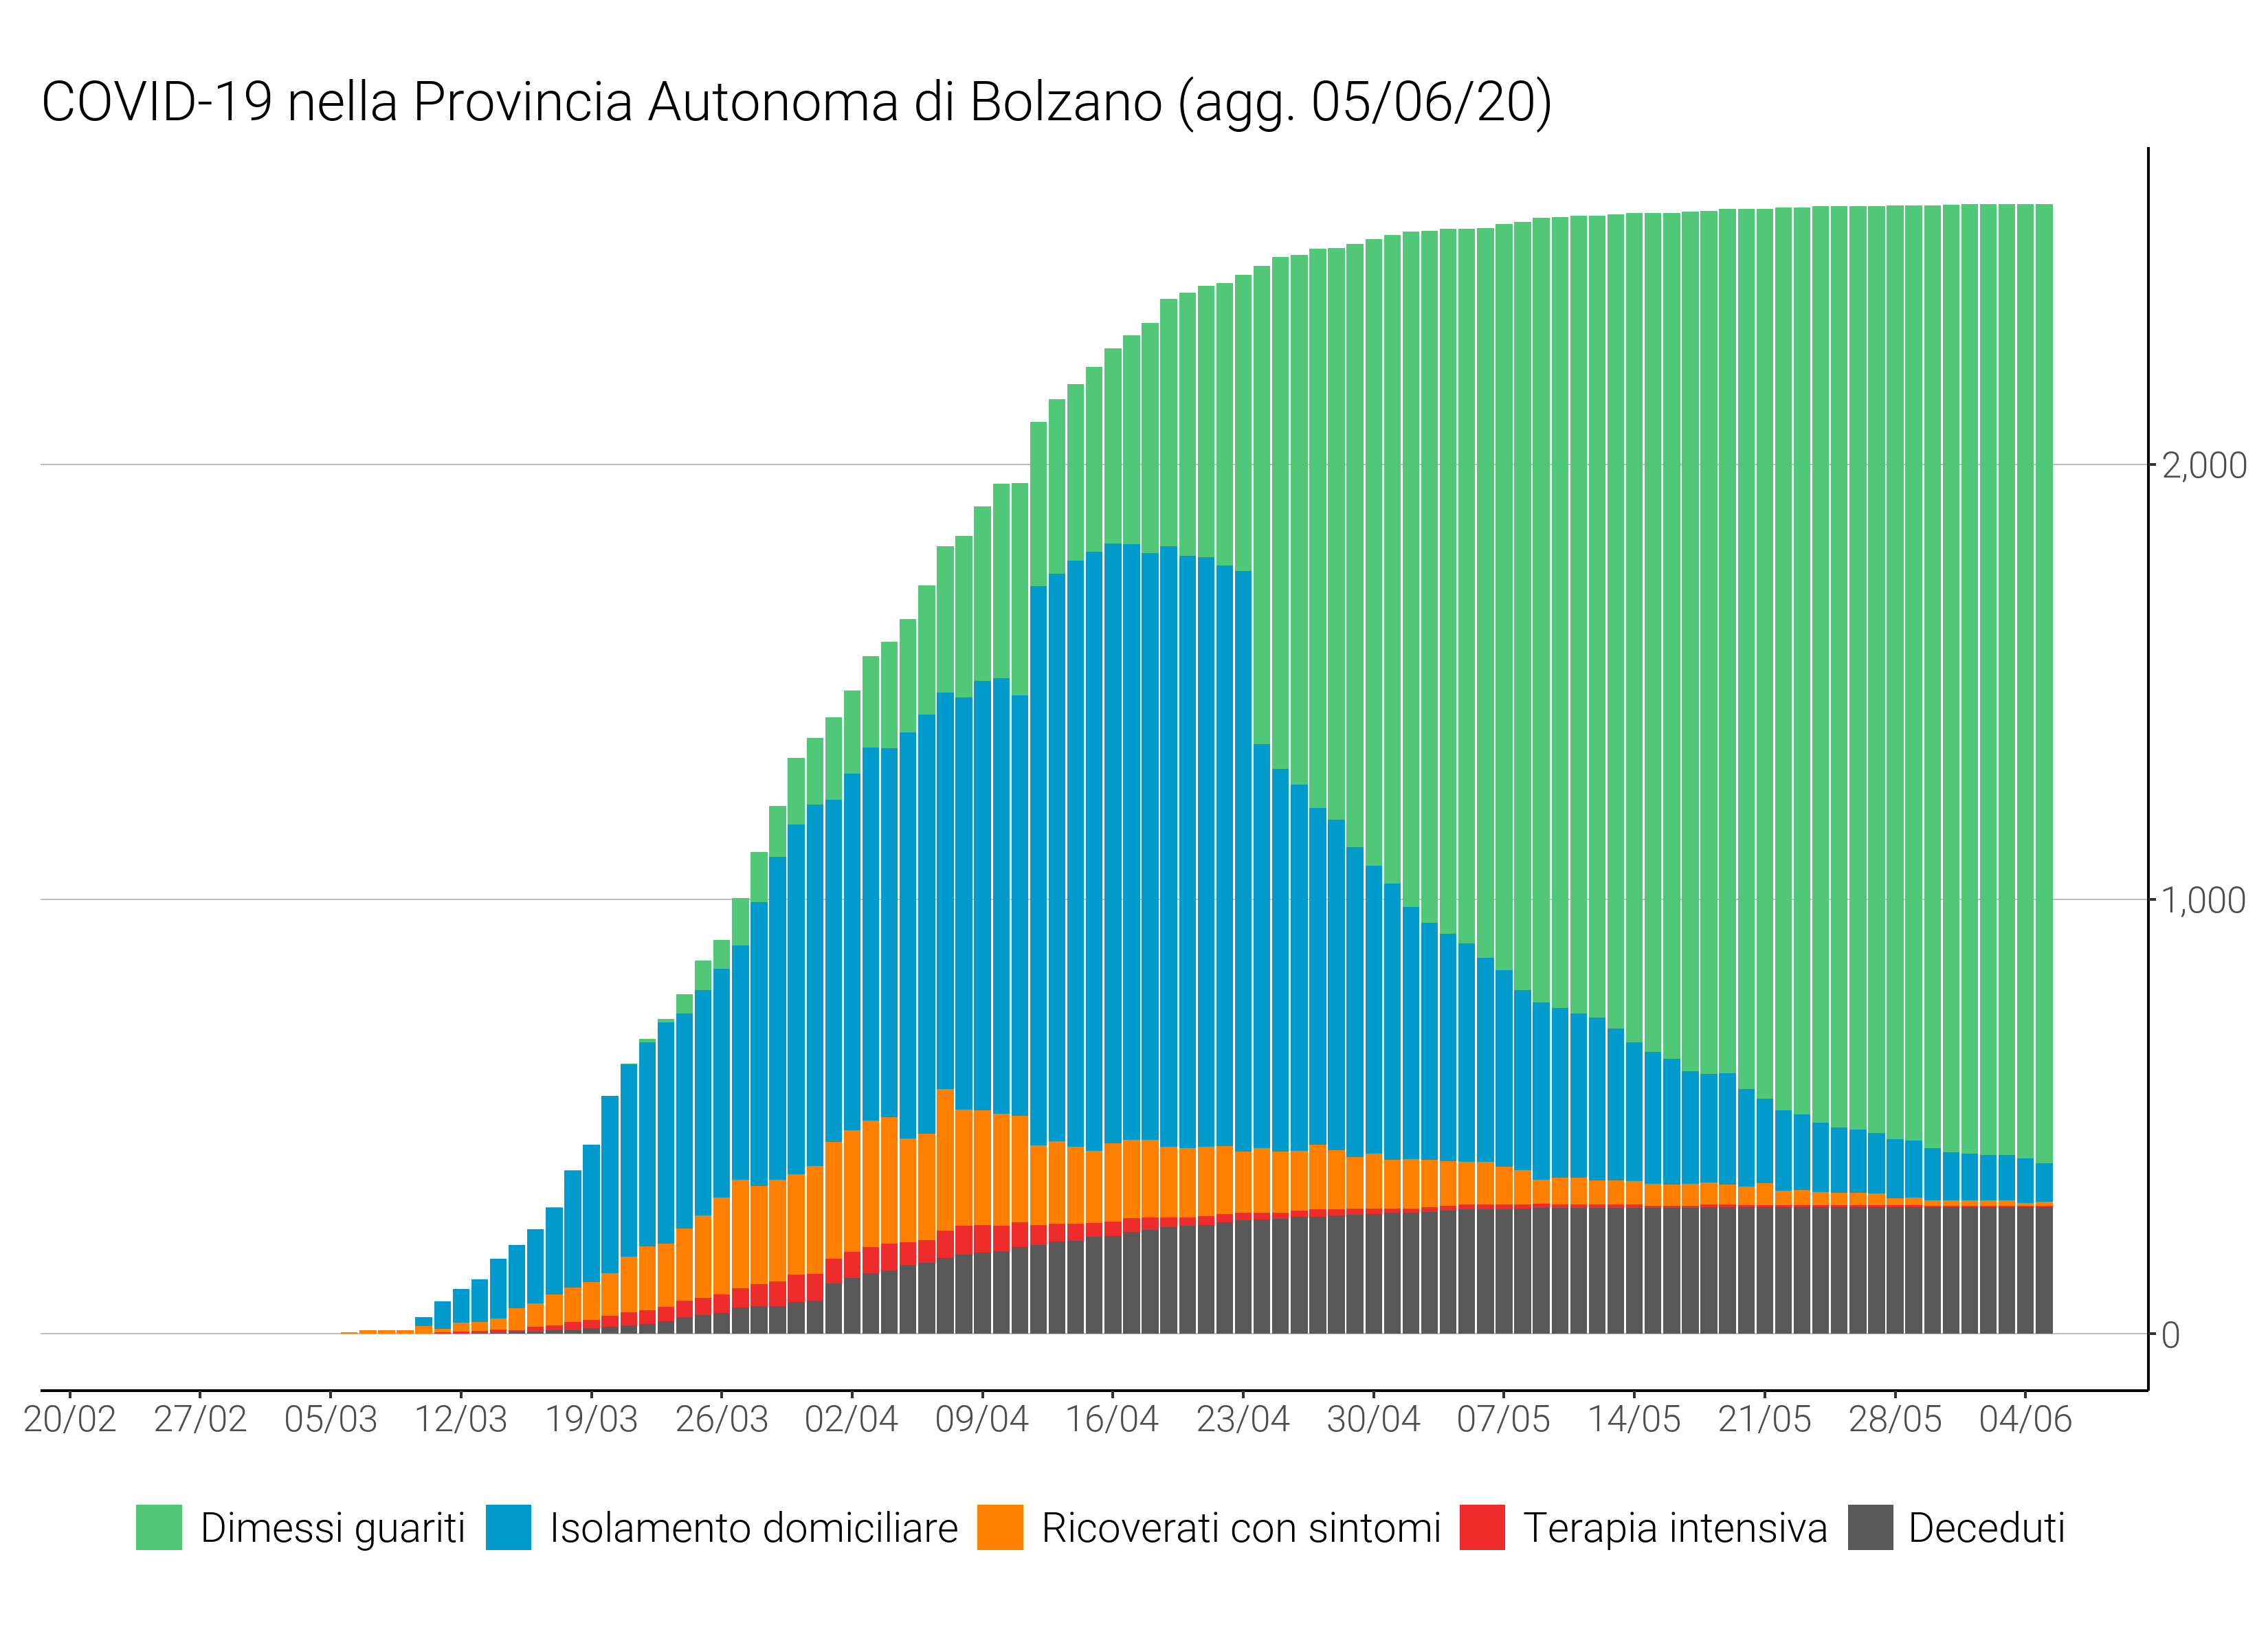 COVID-19 nella Provincia Autonoma di Bolzano (agg. 05/06/20)
2,000
1,000
0
20/02 27/02 05/03 12/03 19/03 26/03 02/04 09/04 16/04 23/04 30/04 07/05 14/05 21/05 28/05 04/06
Dimessi guariti Isolamento domiciliare Ricoverati con sintomi Terapia intensiva Deceduti